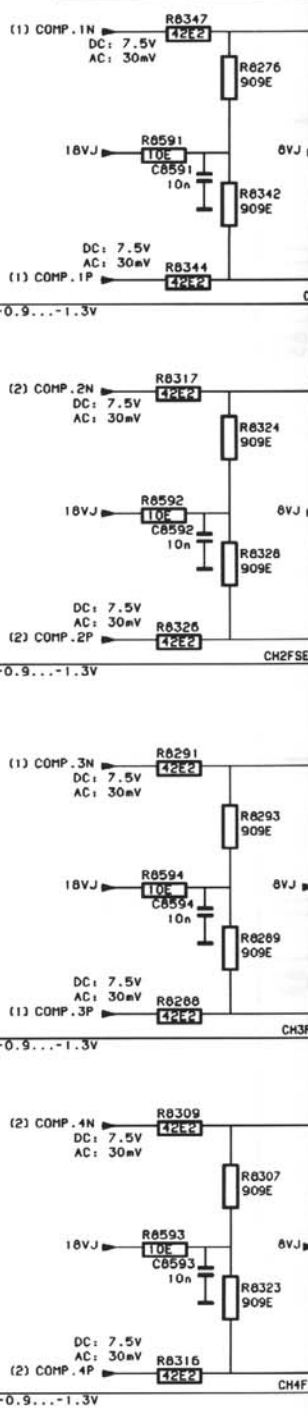 R8347
(1) COMP.1N
42E2
DC: 7.5V
AC: 30mV
R8276
909E
R8591
18VJ
10E
8VJ
C8591
10n
R8342
909E
DC: 7.5V
AC: 30mV
R8344
(1) COMP.1P
42E2
-0.9...-1.3V
R8317
(2) COMP.2N
42E2
DC: 7.5V
AC: 30mV
R8324
909E
R8592
18VJ
10E
8VJ
C8592
10n
R8328
909E
DC: 7.5V
AC: 30mV
R8326
(2) COMP.2P
42E2
CH2FSE
-0.9...-1.3V
R8291
(1) COMP.3N
42E2
DC: 7.5V
AC: 30mV
R8293
909E
R8594
18VJ
10E
8VJ
C8594
10n
R8289
909E
DC: 7.5V
AC: 30mV
R8288
(1) COMP.3P
42E2
CH3F
-0.9...-1.3V
R8309
(2) COMP.4N
42E2
DC: 7.5V
AC: 30mV
R8307
909E
R8593
18VJ
10E
8VJ
C8593
10n
R8323
909E
DC: 7.5V
AC: 30mV
R8316
(2) COMP.4P
42E2
CH4F
-0.9...-1.3V